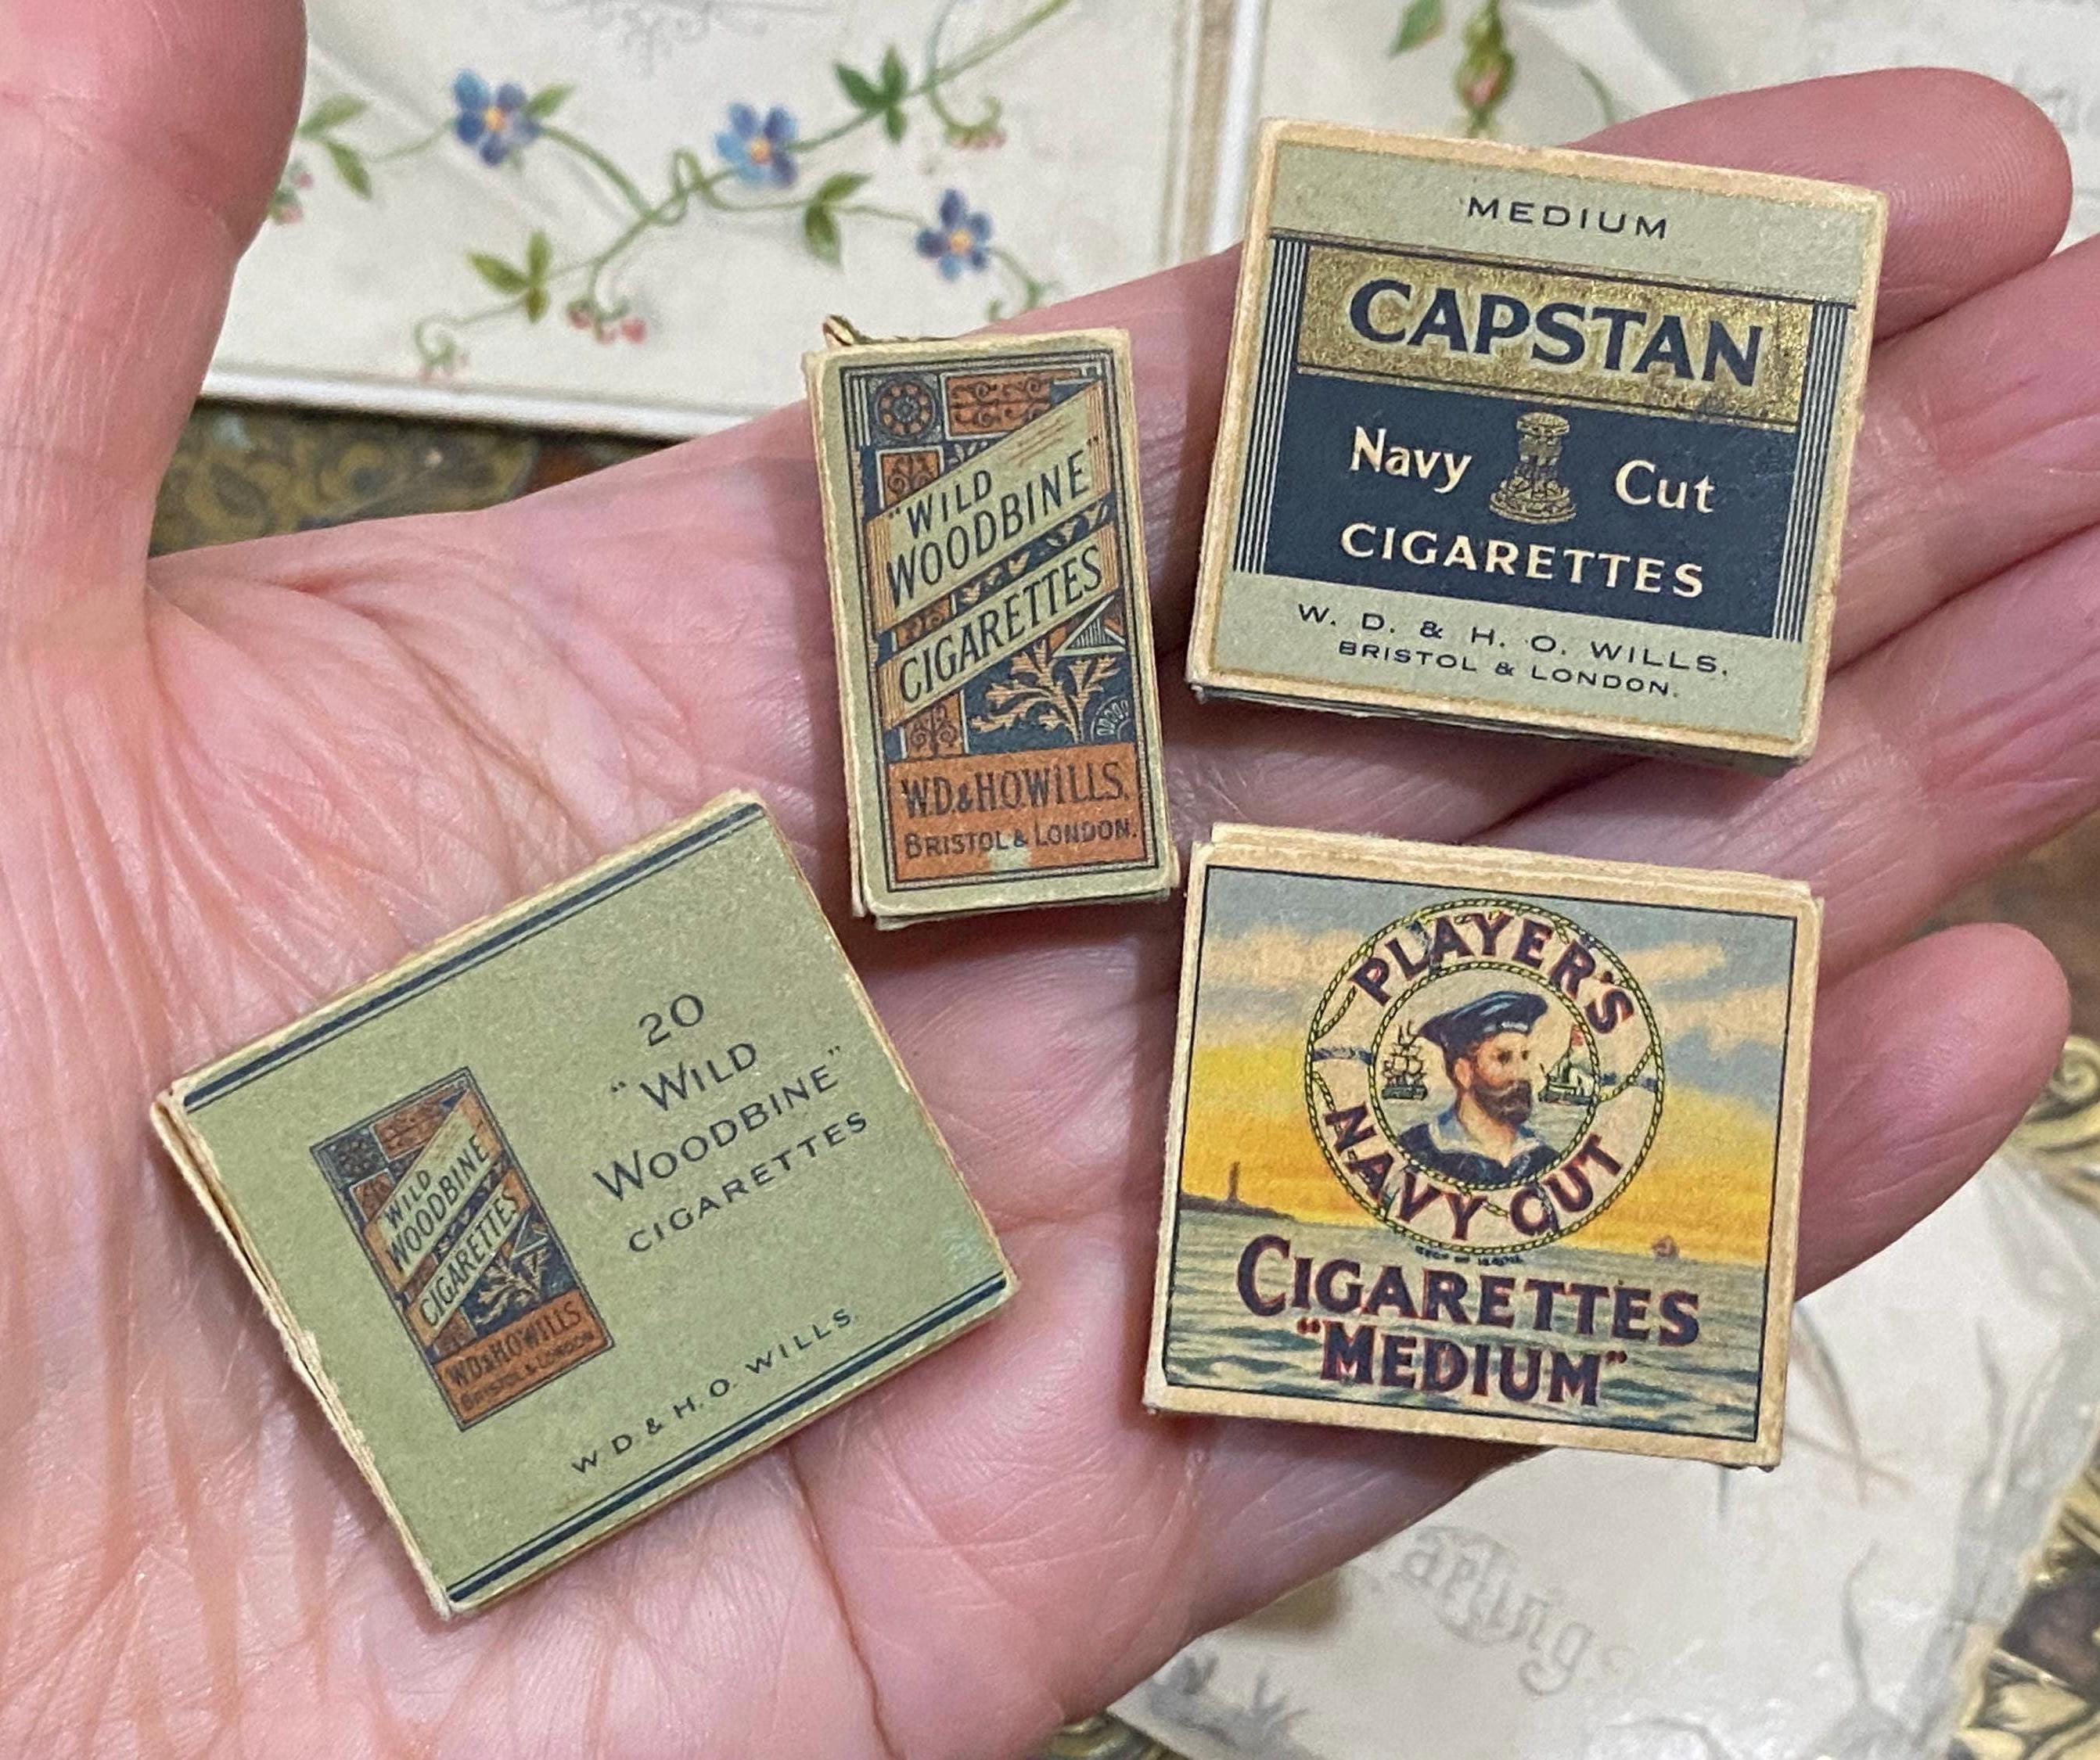 MEDIUM
CAPSTAN
Navy Cut
CIGARETTES
W. D. & H. O. WILLS.
BRISTOL & LONDON.
"WILD
WOODBINE"
CIGARETTES
W.D.&H.O.WILLS.
BRISTOL & LONDON.
20
"WILD
WOODBINE"
CIGARETTES
W. D. & H. O. WILLS.
WILD
WOODBINE
CIGARETTES
W.D.&H.O.WILLS
BRISTOL & LONDON
PLAYER'S
NAVY CUT
CIGARETTES
"MEDIUM"
arling